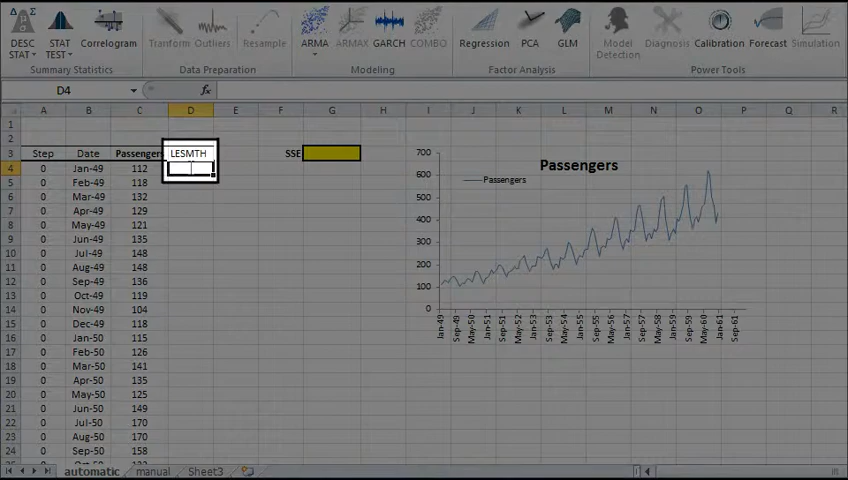 DESC STAT
STAT TEST
Correlogram
Tranform
Outliers
Resample
ARMA
ARMAX
GARCH
COMBO
Regression
PCA
GLM
Model Detection
Diagnosis
Calibration
Forecast
Simulation
Summary Statistics
Data Preparation
Modeling
Factor Analysis
Power Tools
D4
fx
A B C D E F G H I J K L M N O P Q R
1
2
3 Step Date Passengers LESMTH SSE
4 0 Jan-49 112
5 0 Feb-49 118
6 0 Mar-49 132
7 0 Apr-49 129
8 0 May-49 121
9 0 Jun-49 135
10 0 Jul-49 148
11 0 Aug-49 148
12 0 Sep-49 136
13 0 Oct-49 119
14 0 Nov-49 104
15 0 Dec-49 118
16 0 Jan-50 115
17 0 Feb-50 126
18 0 Mar-50 141
19 0 Apr-50 135
20 0 May-50 125
21 0 Jun-50 149
22 0 Jul-50 170
23 0 Aug-50 170
24 0 Sep-50 158
Passengers
Passengers
700
600
500
400
300
200
100
0
Jan-49
Sep-49
May-50
Jan-51
Sep-51
May-52
Jan-53
Sep-53
May-54
Jan-55
Sep-55
May-56
Jan-57
Sep-57
May-58
Jan-59
Sep-59
May-60
Jan-61
Sep-61
automatic manual Sheet3